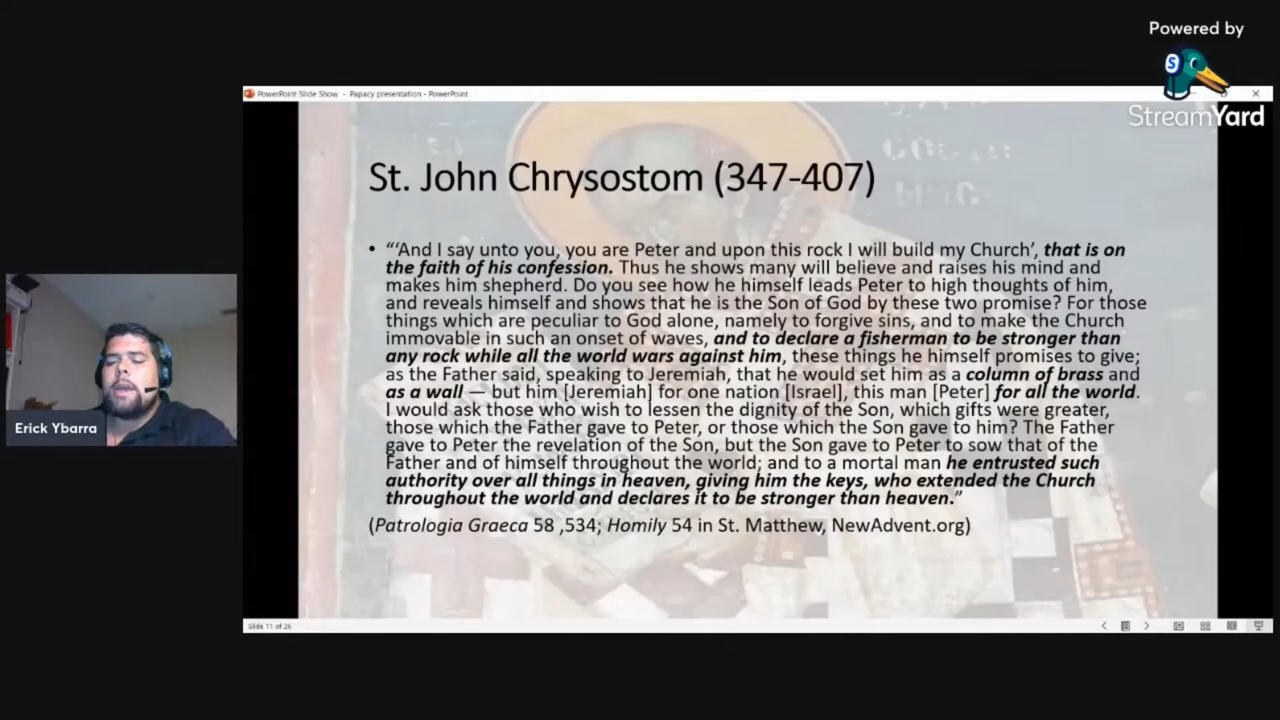 Powered by
StreamYard
PowerPoint Slide Show - Papacy presentation - PowerPoint
St. John Chrysostom (347-407)
• “‘And I say unto you, you are Peter and upon this rock I will build my Church’, that is on
the faith of his confession. Thus he shows many will believe and raises his mind and
makes him shepherd. Do you see how he himself leads Peter to high thoughts of him,
and reveals himself and shows that he is the Son of God by these two promise? For those
things which are peculiar to God alone, namely to forgive sins, and to make the Church
immovable in such an onset of waves, and to declare a fisherman to be stronger than
any rock while all the world wars against him, these things he himself promises to give;
as the Father said, speaking to Jeremiah, that he would set him as a column of brass and
as a wall — but him [Jeremiah] for one nation [Israel], this man [Peter] for all the world.
I would ask those who wish to lessen the dignity of the Son, which gifts were greater,
those which the Father gave to Peter, or those which the Son gave to him? The Father
gave to Peter the revelation of the Son, but the Son gave to Peter to sow that of the
Father and of himself throughout the world; and to a mortal man he entrusted such
authority over all things in heaven, giving him the keys, who extended the Church
throughout the world and declares it to be stronger than heaven.”
(Patrologia Graeca 58 ,534; Homily 54 in St. Matthew, NewAdvent.org)
Erick Ybarra
Slide 11 of 26